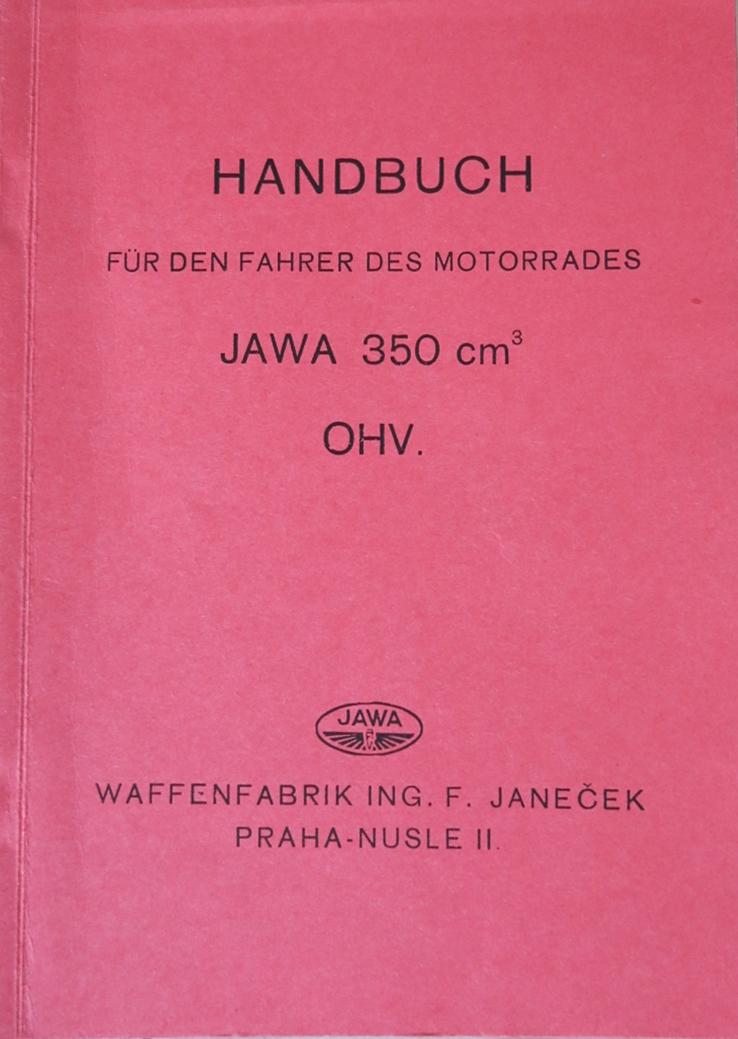 HANDBUCH
FÜR DEN FAHRER DES MOTORRADES
JAWA 350 cm³
OHV.
JAWA
WAFFENFABRIK ING. F. JANEČEK
PRAHA-NUSLE II.